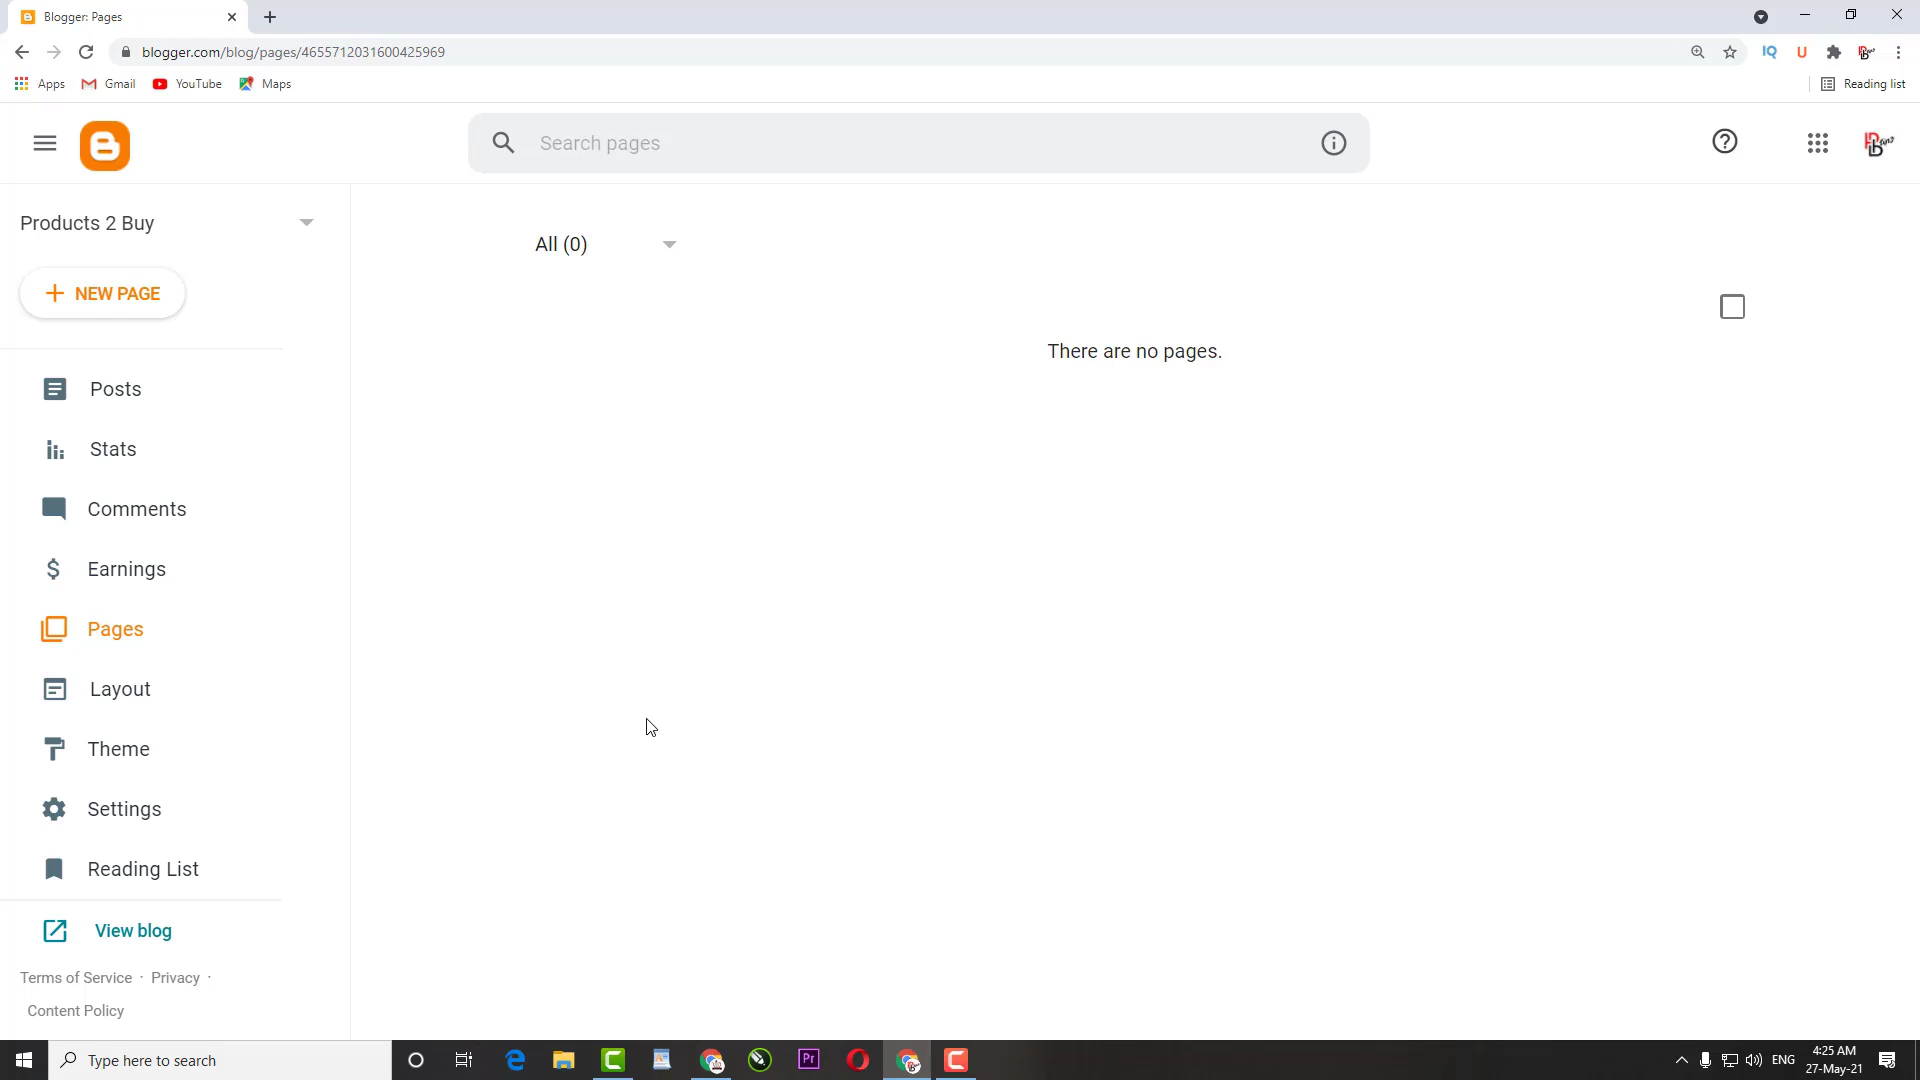 Blogger: Pages
blogger.com/blog/pages/4655712031600425969
IQ
U
Apps
Gmail
YouTube
Maps
Reading list
Search pages
Products 2 Buy
All (0)
NEW PAGE
There are no pages.
Posts
Stats
Comments
Earnings
Pages
Layout
Theme
Settings
Reading List
View blog
Terms of Service · Privacy ·
Content Policy
Type here to search
Pr
ENG
4:25 AM
27-May-21